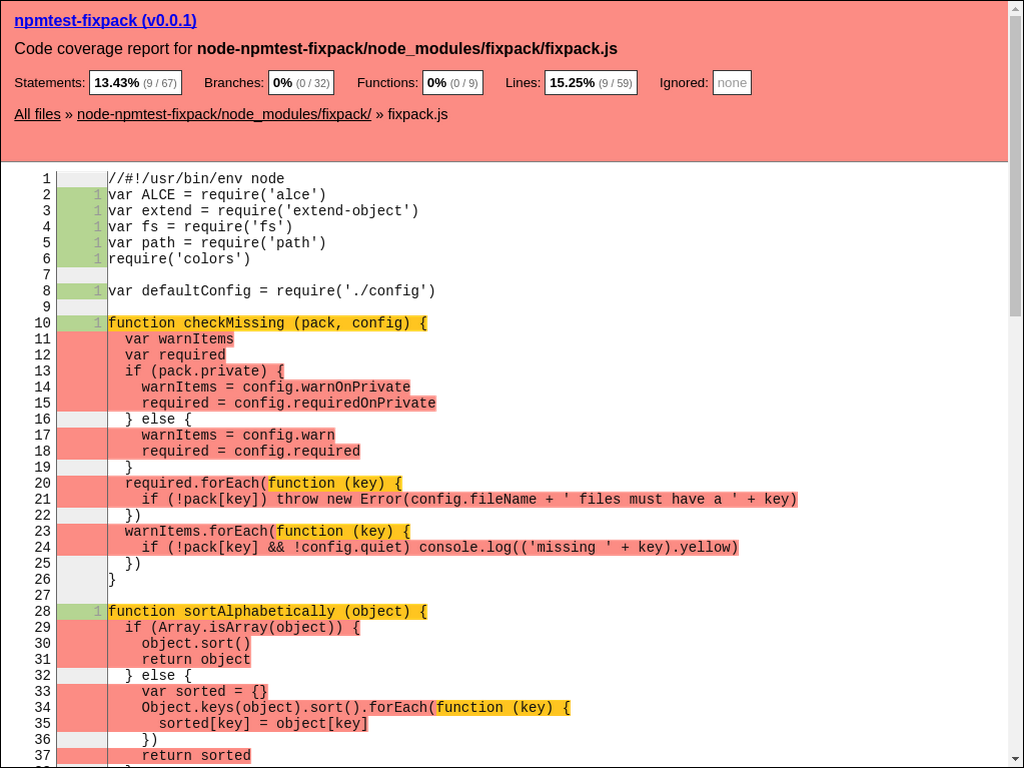 npmtest-fixpack (v0.0.1)
Code coverage report for node-npmtest-fixpack/node_modules/fixpack/fixpack.js
Statements: 13.43% (9 / 67) Branches: 0% (0 / 32) Functions: 0% (0 / 9) Lines: 15.25% (9 / 59) Ignored: none
All files » node-npmtest-fixpack/node_modules/fixpack/ » fixpack.js
1 //#!/usr/bin/env node
2 1 var ALCE = require('alce')
3 1 var extend = require('extend-object')
4 1 var fs = require('fs')
5 1 var path = require('path')
6 1 require('colors')
7
8 1 var defaultConfig = require('./config')
9
10 1 function checkMissing (pack, config) {
11 var warnItems
12 var required
13 if (pack.private) {
14 warnItems = config.warnOnPrivate
15 required = config.requiredOnPrivate
16 } else {
17 warnItems = config.warn
18 required = config.required
19 }
20 required.forEach(function (key) {
21 if (!pack[key]) throw new Error(config.fileName + ' files must have a ' + key)
22 })
23 warnItems.forEach(function (key) {
24 if (!pack[key] && !config.quiet) console.log(('missing ' + key).yellow)
25 })
26 }
27
28 1 function sortAlphabetically (object) {
29 if (Array.isArray(object)) {
30 object.sort()
31 return object
32 } else {
33 var sorted = {}
34 Object.keys(object).sort().forEach(function (key) {
35 sorted[key] = object[key]
36 })
37 return sorted